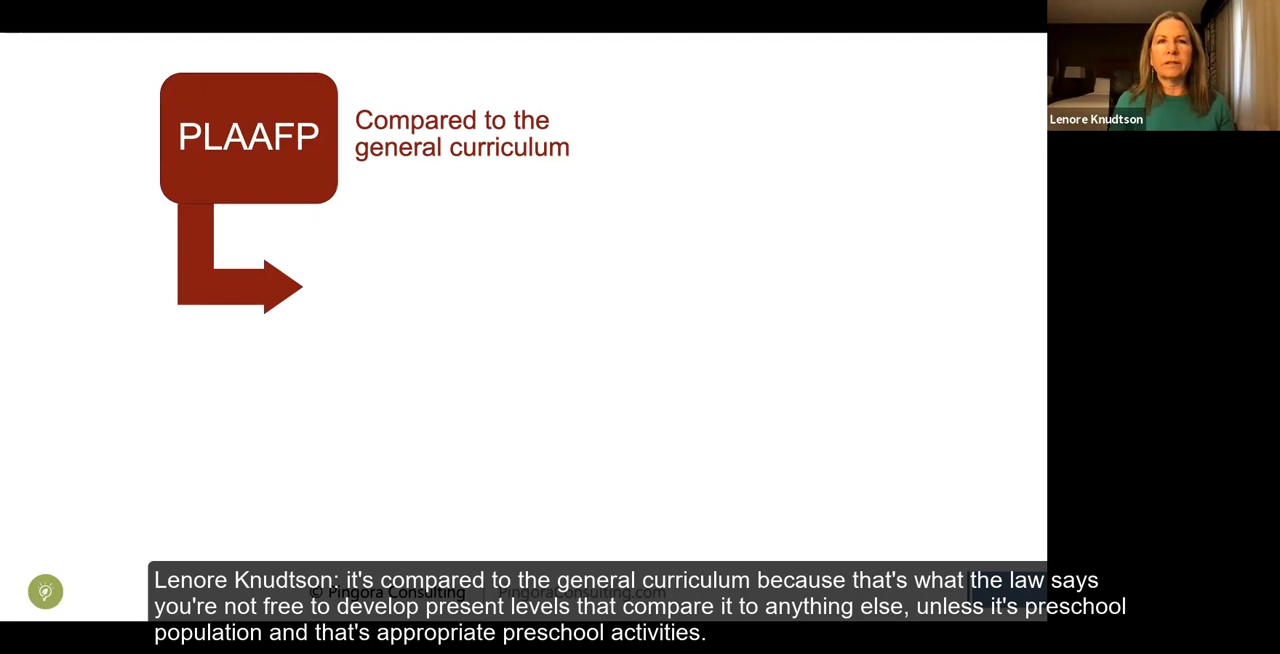 PLAAFP
Compared to the
general curriculum
Lenore Knudtson
© Pingora Consulting | PingoraConsulting.com
Lenore Knudtson: it's compared to the general curriculum because that's what the law says
you're not free to develop present levels that compare it to anything else, unless it's preschool
population and that's appropriate preschool activities.